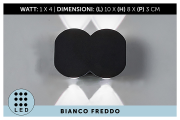 WATT: 1 X 4 | DIMENSIONI: (L) 10 X (H) 8 X (P) 3 CM
LED
BIANCO FREDDO